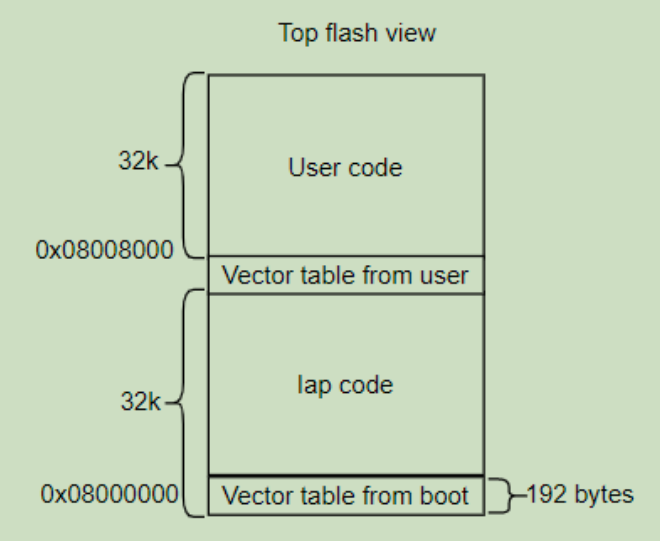 Top flash view
32k
User code
0x08008000
Vector table from user
Iap code
32k
0x08000000
Vector table from boot
192 bytes